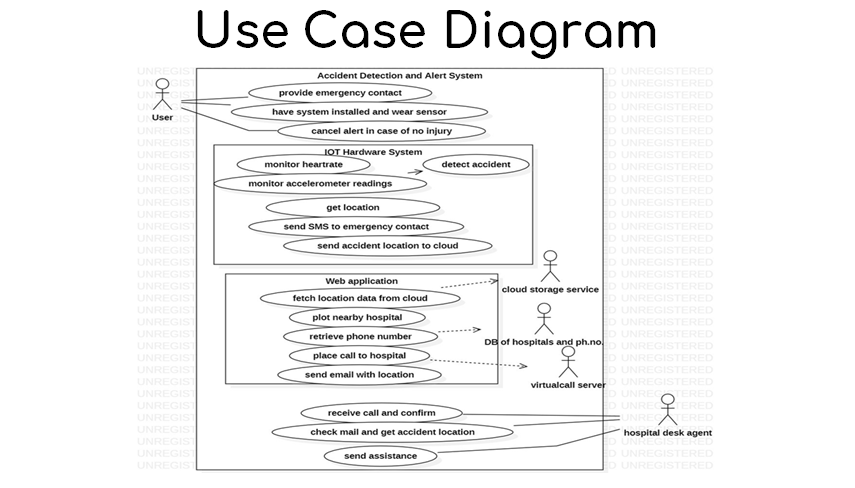 Use Case Diagram
Accident Detection and Alert System
provide emergency contact
User
have system installed and wear sensor
cancel alert in case of no injury
IOT Hardware System
monitor heartrate
detect accident
monitor accelerometer readings
get location
send SMS to emergency contact
send accident location to cloud
Web application
cloud storage service
fetch location data from cloud
plot nearby hospital
retrieve phone number
DB of hospitals and ph.no.
place call to hospital
send email with location
virtualcall server
receive call and confirm
check mail and get accident location
hospital desk agent
send assistance
UNREGISTERED